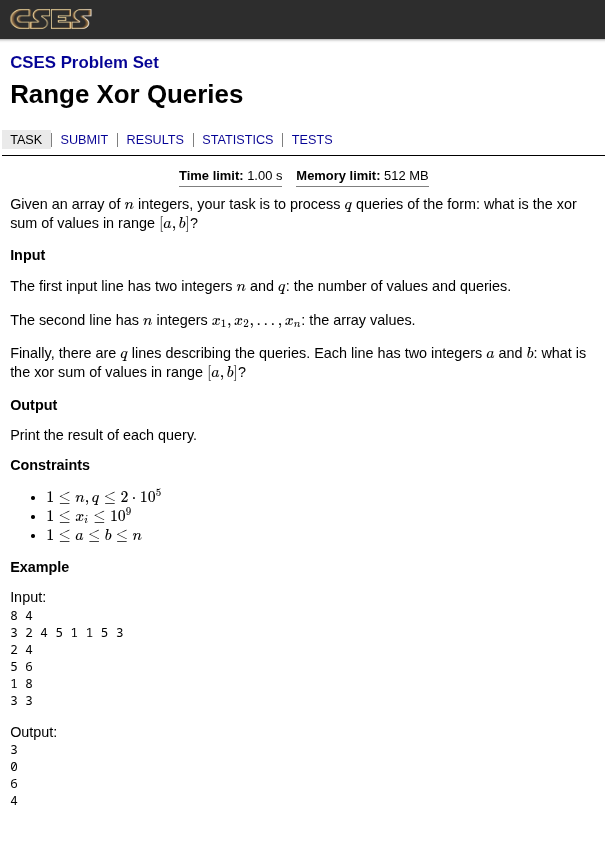 CSES
CSES Problem Set
Range Xor Queries
TASK | SUBMIT | RESULTS | STATISTICS | TESTS
Time limit: 1.00 s Memory limit: 512 MB
Given an array of n integers, your task is to process q queries of the form: what is the xor
sum of values in range [a, b]?
Input
The first input line has two integers n and q: the number of values and queries.
The second line has n integers x₁, x₂, . . . , xₙ: the array values.
Finally, there are q lines describing the queries. Each line has two integers a and b: what is
the xor sum of values in range [a, b]?
Output
Print the result of each query.
Constraints
• 1 ≤ n, q ≤ 2 · 10⁵
• 1 ≤ xᵢ ≤ 10⁹
• 1 ≤ a ≤ b ≤ n
Example
Input:
8 4
3 2 4 5 1 1 5 3
2 4
5 6
1 8
3 3
Output:
3
0
6
4